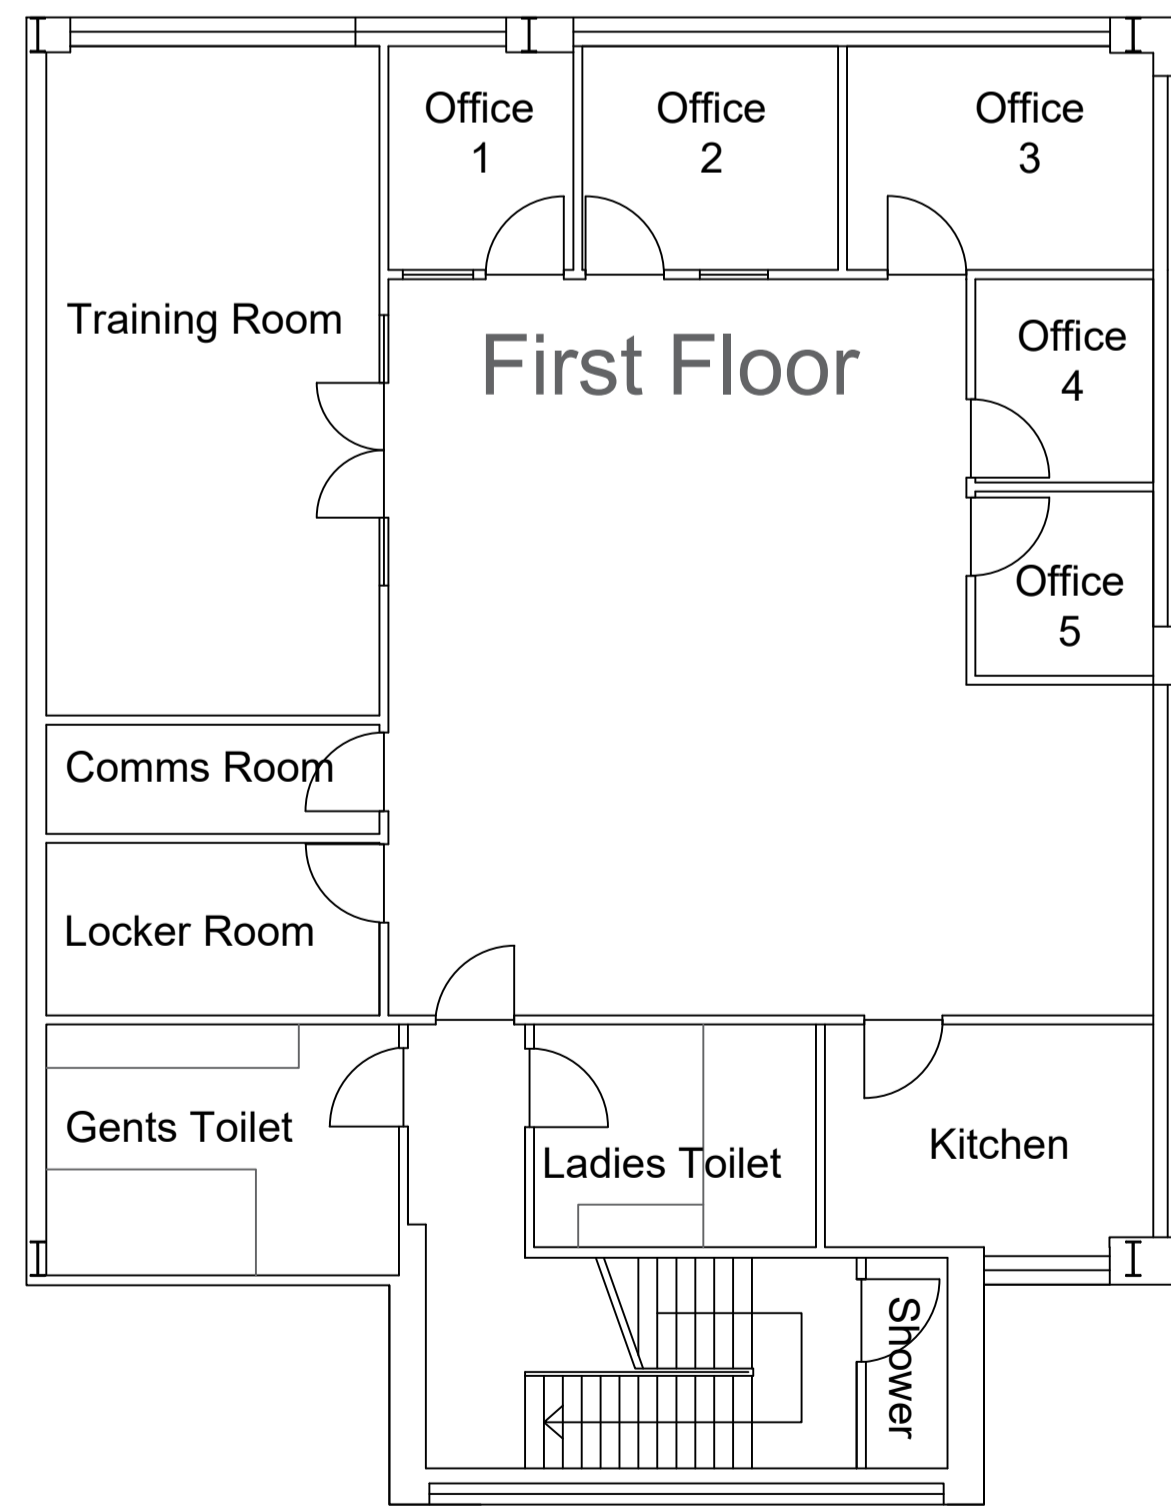 Office
1
Office
2
Office
3
Training Room
First Floor
Office
4
Office
5
Comms Room
Locker Room
Gents Toilet
Ladies Toilet
Kitchen
Shower